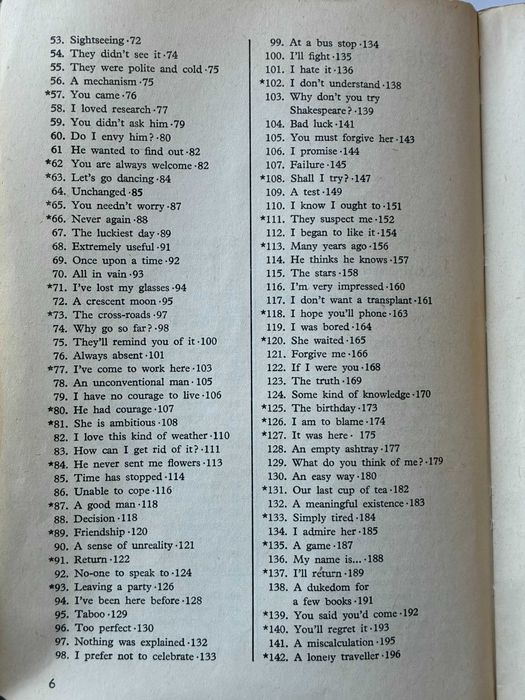 53. Sightseeing·72
54. They didn't see it·74
55. They were polite and cold·75
56. A mechanism·75
*57. You came·76
58. I loved research·77
59. You didn't ask him·79
60. Do I envy him?·80
61 He wanted to find out·82
*62 You are always welcome·82
*63. Let's go dancing·84
64. Unchanged·85
*65. You needn't worry·87
*66. Never again·88
67. The luckiest day·89
68. Extremely useful·91
69. Once upon a time·92
70. All in vain·93
*71. I've lost my glasses·94
72. A crescent moon·95
*73. The cross-roads·97
74. Why go so far?·98
75. They'll remind you of it·100
76. Always absent·101
*77. I've come to work here·103
78. An unconventional man·105
79. I have no courage to live·106
*80. He had courage·107
*81. She is ambitious·108
82. I love this kind of weather·110
83. How can I get rid of it?·111
*84. He never sent me flowers·113
85. Time has stopped·114
86. Unable to cope·116
*87. A good man·118
88. Decision·118
*89. Friendship·120
90. A sense of unreality·121
*91. Return·122
92. No-one to speak to·124
*93. Leaving a party·126
94. I've been here before·128
95. Taboo·129
96. Too perfect·130
97. Nothing was explained·132
98. I prefer not to celebrate·133
99. At a bus stop·134
100. I'll fight·135
101. I hate it·136
*102. I don't understand·138
103. Why don't you try
Shakespeare?·139
104. Bad luck·141
105. You must forgive her·143
106. I promise·144
107. Failure·145
*108. Shall I try?·147
109. A test·149
110. I know I ought to·151
*111. They suspect me·152
112. I began to like it·154
*113. Many years ago·156
114. He thinks he knows·157
115. The stars·158
116. I'm very impressed·160
117. I don't want a transplant·161
*118. I hope you'll phone·163
119. I was bored·164
*120. She waited·165
121. Forgive me·166
122. If I were you·168
123. The truth·169
124. Some kind of knowledge·170
*125. The birthday·173
*126. I am to blame·174
*127. It was here· 175
128. An empty ashtray·177
129. What do you think of me?·179
130. An easy way·180
*131. Our last cup of tea·182
132. A meaningful existence·183
*133. Simply tired·184
134. I admire her·185
*135. A game·187
136. My name is...·188
*137. I'll return·189
138. A dukedom for
a few books·191
*139. You said you'd come·192
*140. You'll regret it·193
141. A miscalculation·195
*142. A lonely traveller·196
6